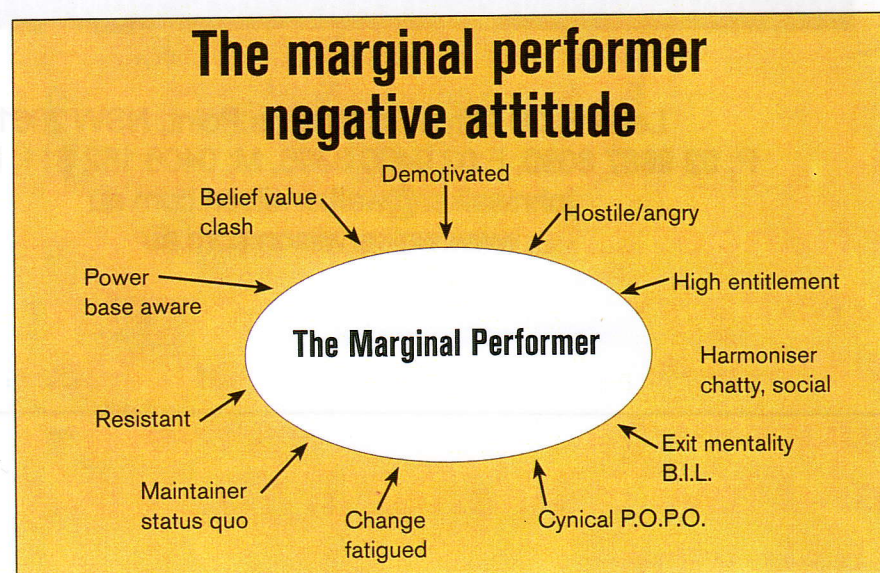 The marginal performer
negative attitude
Demotivated
Belief value
clash
Hostile/angry
Power
base aware
High entitlement
The Marginal Performer
Harmoniser
chatty, social
Resistant
Exit mentality
B.I.L.
Maintainer
status quo
Change
fatigued
Cynical P.O.P.O.